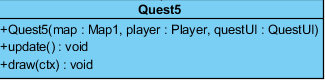 Quest5
+Quest5(map : Map1, player : Player, questUI : QuestUI)
+update() : void
+draw(ctx) : void